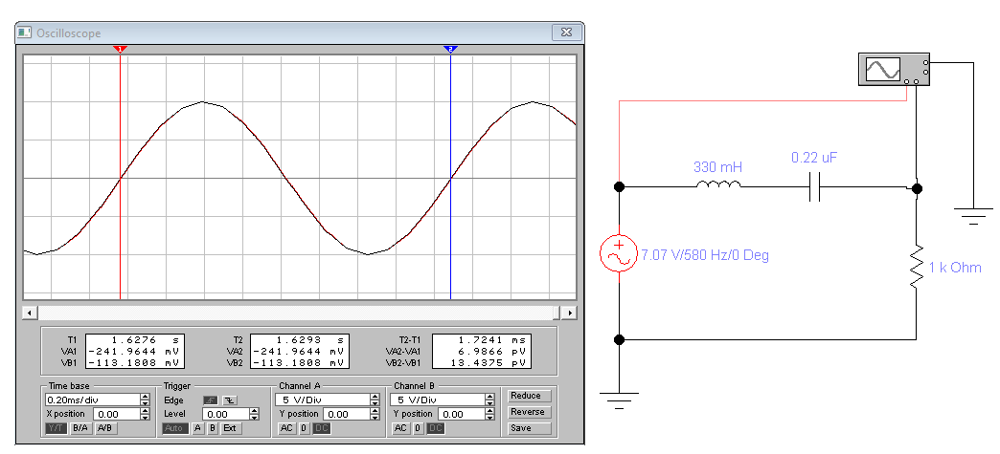 Oscilloscope
1 2
T1 1.6276 s T2 1.6293 s T2-T1 1.7241 ms
VA1 -241.9644 mV VA2 -241.9644 mV VA2-VA1 6.9866 pV
VB1 -113.1808 mV VB2 -113.1808 mV VB2-VB1 13.4375 pV
Time base Trigger Channel A Channel B
0.20ms/div Edge 5 V/Div 5 V/Div Reduce
X position 0.00 Level 0.00 Y position 0.00 Y position 0.00 Reverse
Y/T B/A A/B Auto A B Ext AC 0 DC AC 0 DC Save
0.22 uF
330 mH
7.07 V/580 Hz/0 Deg
1 k Ohm